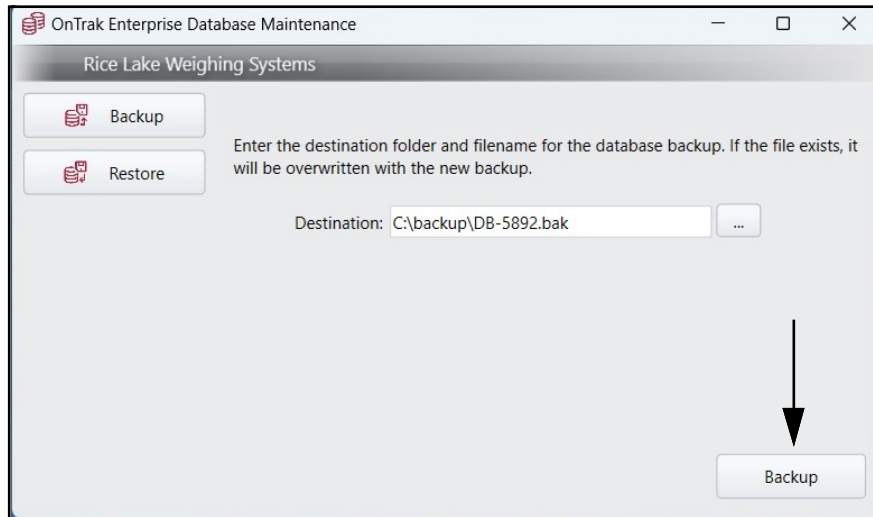 OnTrak Enterprise Database Maintenance
Rice Lake Weighing Systems
Backup
Restore
Enter the destination folder and filename for the database backup. If the file exists, it
will be overwritten with the new backup.
Destination: C:\backup\DB-5892.bak ...
Backup